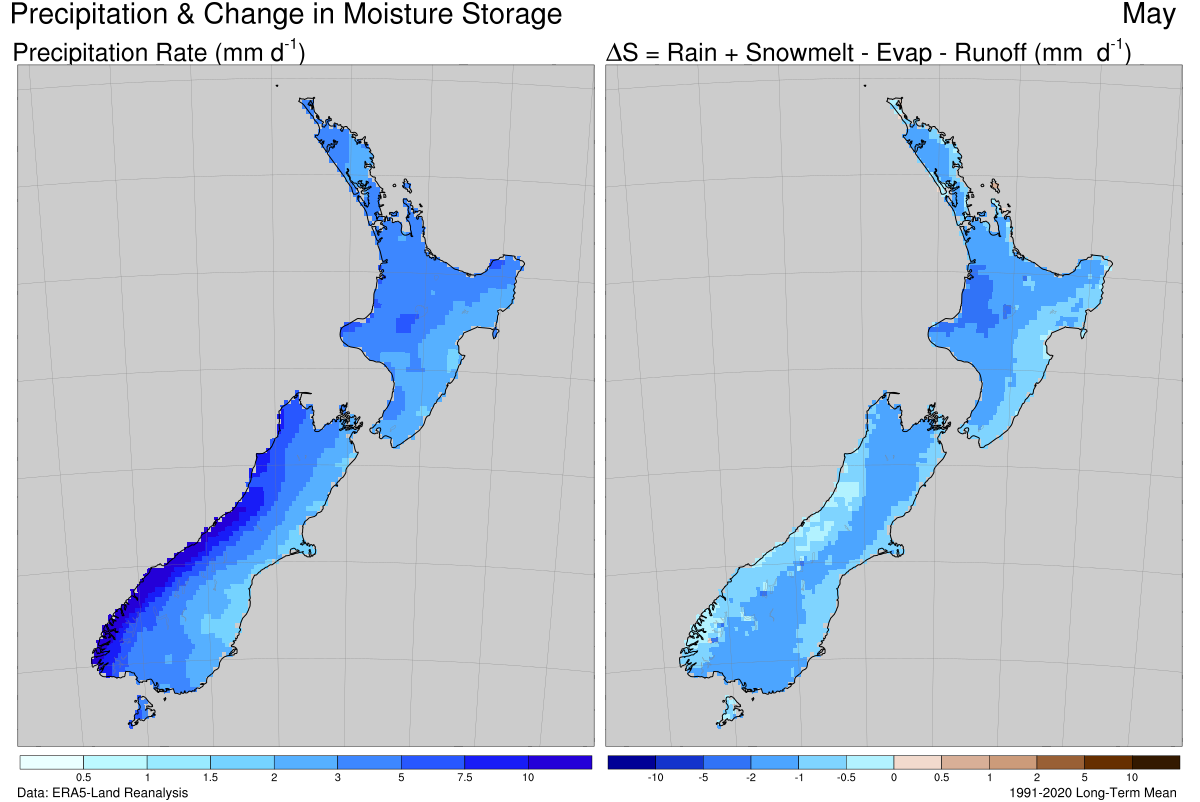 Precipitation & Change in Moisture Storage May
Precipitation Rate (mm d⁻¹) ΔS = Rain + Snowmelt - Evap - Runoff (mm d⁻¹)
0.5 1 1.5 2 3 5 7.5 10 -10 -5 -2 -1 -0.5 0 0.5 1 2 5 10
Data: ERA5-Land Reanalysis 1991-2020 Long-Term Mean